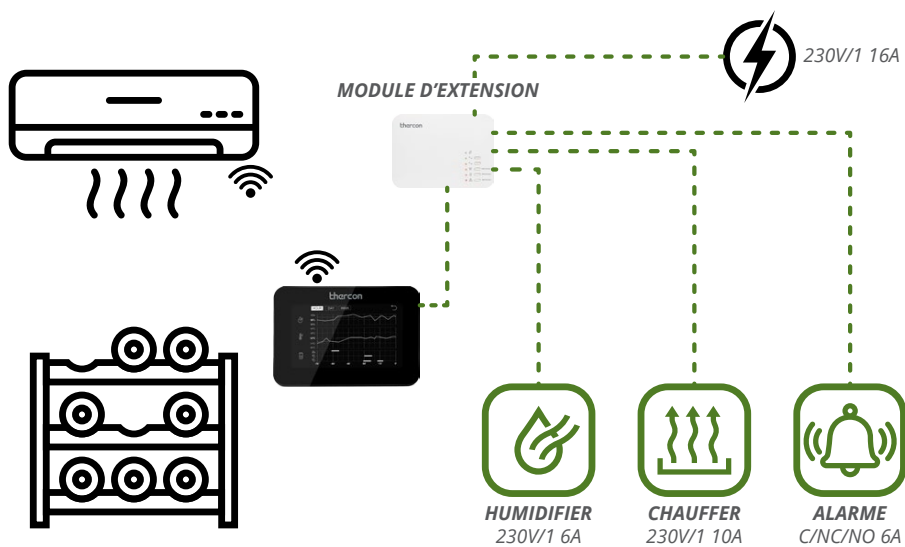 230V/1 16A
MODULE D’EXTENSION
thercon
thercon
HUMIDIFIER
230V/1 6A
CHAUFFER
230V/1 10A
ALARME
C/NC/NO 6A